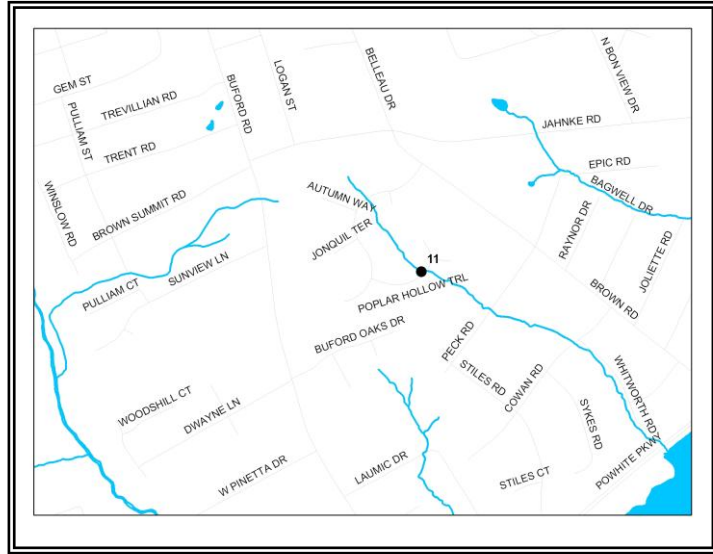 GEM ST
TREVILLIAN RD
PULLIAM ST
TRENT RD
BUFORD RD
LOGAN ST
BELLEAU DR
N BON VIEW DR
JAHNKE RD
EPIC RD
BAGWELL DR
WINSLOW RD
BROWN SUMMIT RD
AUTUMN WAY
JONQUIL TER
RAYNOR DR
JOLIETTE RD
11
PULLIAM CT
SUNVIEW LN
POPLAR HOLLOW TRL
BROWN RD
BUFORD OAKS DR
PECK RD
STILES RD
COWAN RD
WHITWORTH RD
WOODSHILL CT
DWAYNE LN
SYKES RD
W PINETTA DR
LAUMIC DR
STILES CT
POWHITE PKWY